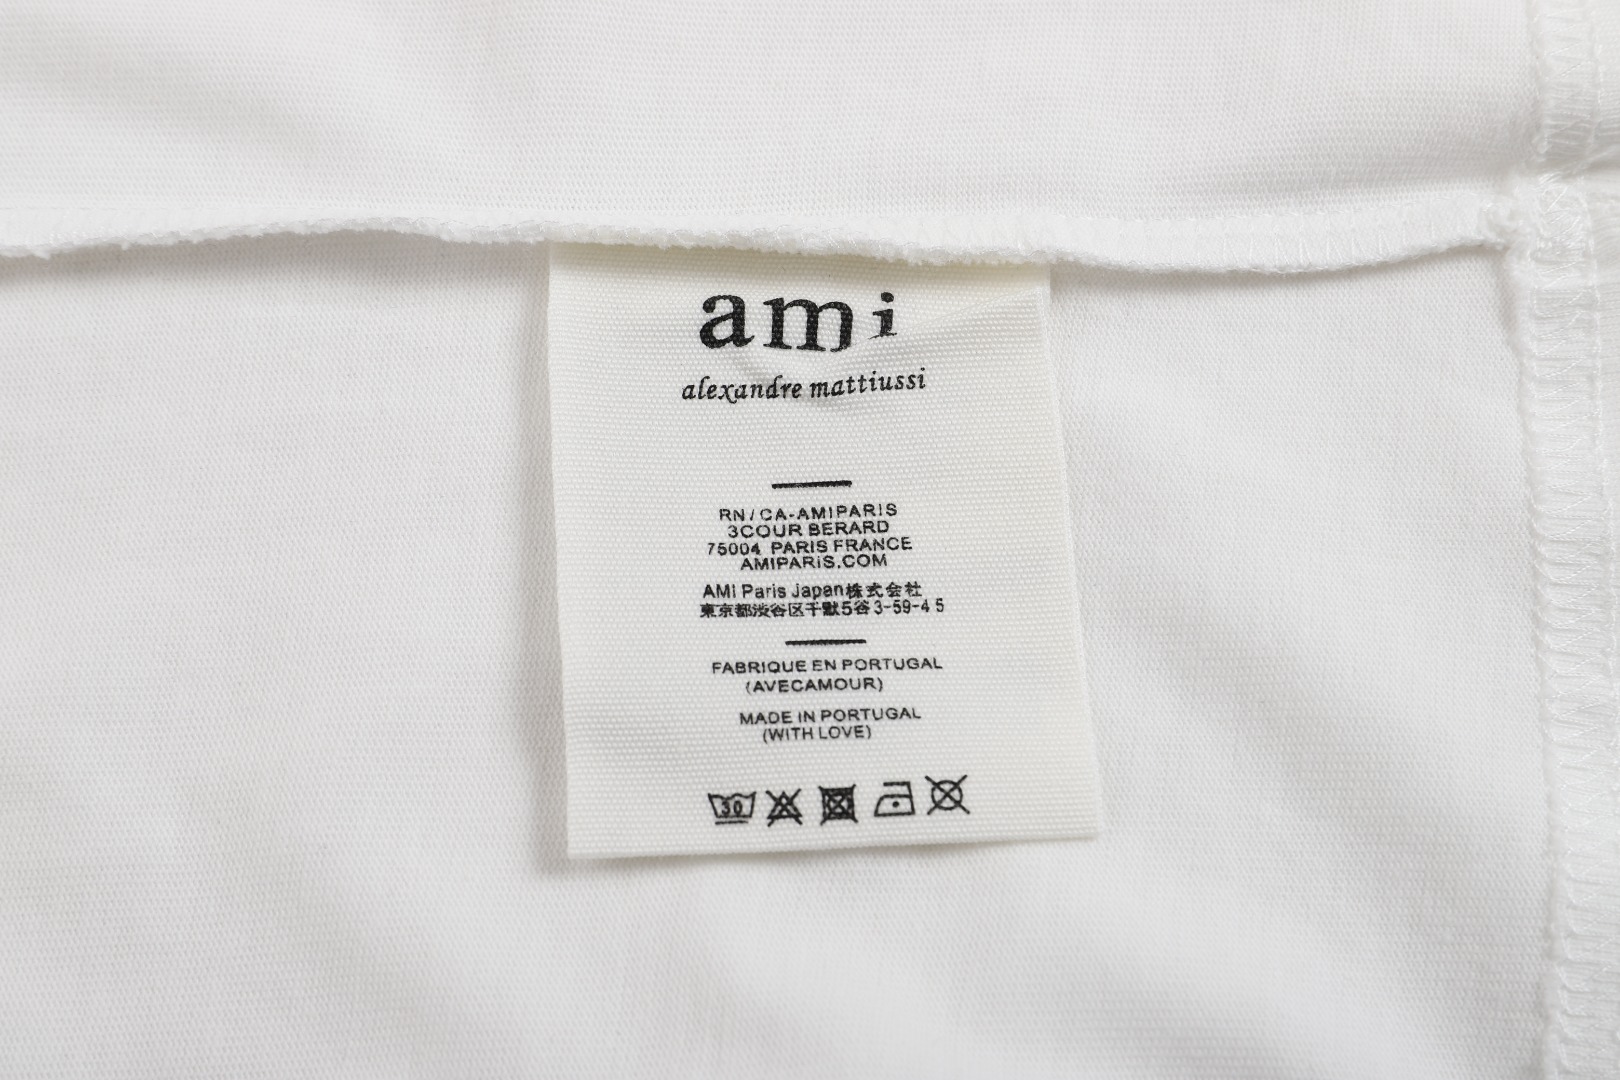 ami
alexandre mattiussi
RN/CA-AMIPARIS
3COUR BERARD
75004 PARIS FRANCE
AMIPARiS.COM
AMI Paris Japan株式会社
東京都渋谷区千駄5谷3-59-4 5
FABRIQUE EN PORTUGAL
(AVECAMOUR)
MADE IN PORTUGAL
(WITH LOVE)
30